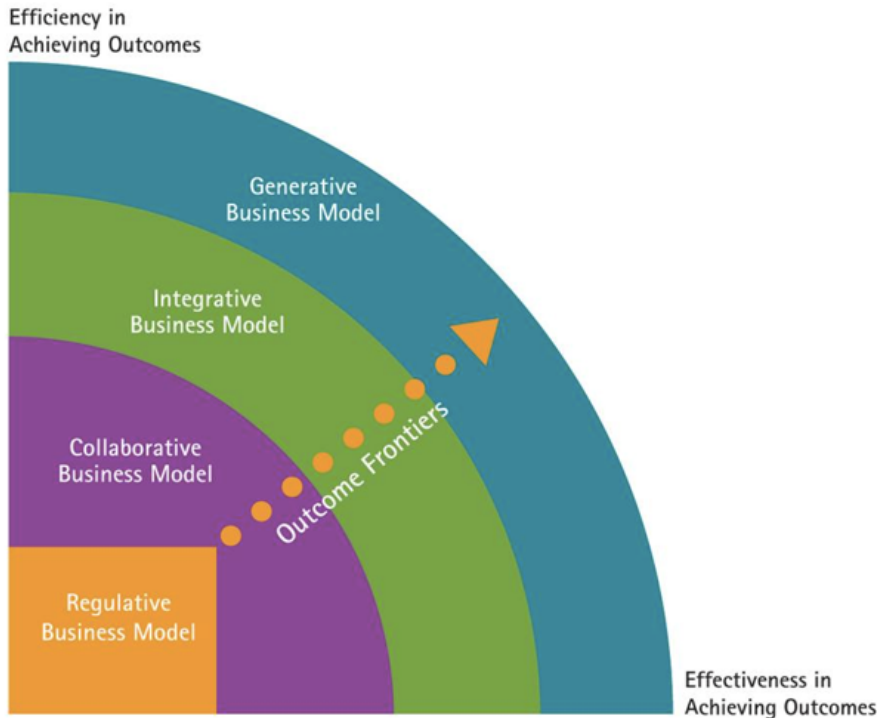 Efficiency in
Achieving Outcomes
Generative
Business Model
Integrative
Business Model
Outcome Frontiers
Collaborative
Business Model
Regulative
Business Model
Effectiveness in
Achieving Outcomes